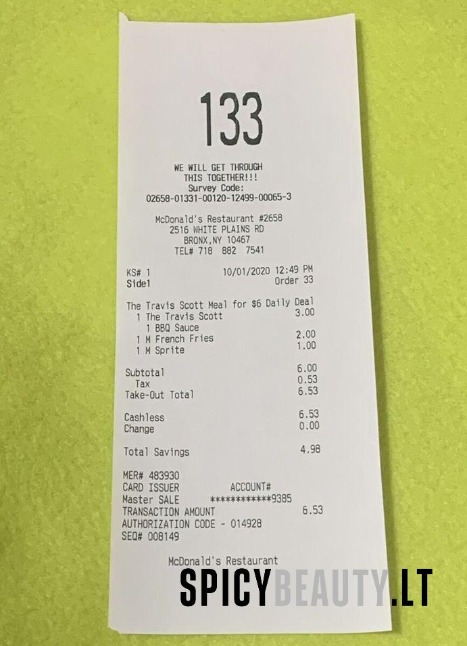 133
WE WILL GET THROUGH
THIS TOGETHER!!!
Survey Code:
02658-01331-00120-12499-00065-3
McDonald's Restaurant #2658
2516 WHITE PLAINS RD
BRONX,NY 10467
TEL# 718 882 7541
KS# 1 10/01/2020 12:49 PM
Side1 Order 33
The Travis Scott Meal for $6 Daily Deal
1 The Travis Scott 3.00
1 BBQ Sauce
1 M French Fries 2.00
1 M Sprite 1.00
Subtotal 6.00
Tax 0.53
Take-Out Total 6.53
Cashless 6.53
Change 0.00
Total Savings 4.98
MER# 483930
CARD ISSUER ACCOUNT#
Master SALE ************9385
TRANSACTION AMOUNT 6.53
AUTHORIZATION CODE - 014928
SEQ# 008149
McDonald's Restaurant
SPICYBEAUTY.LT